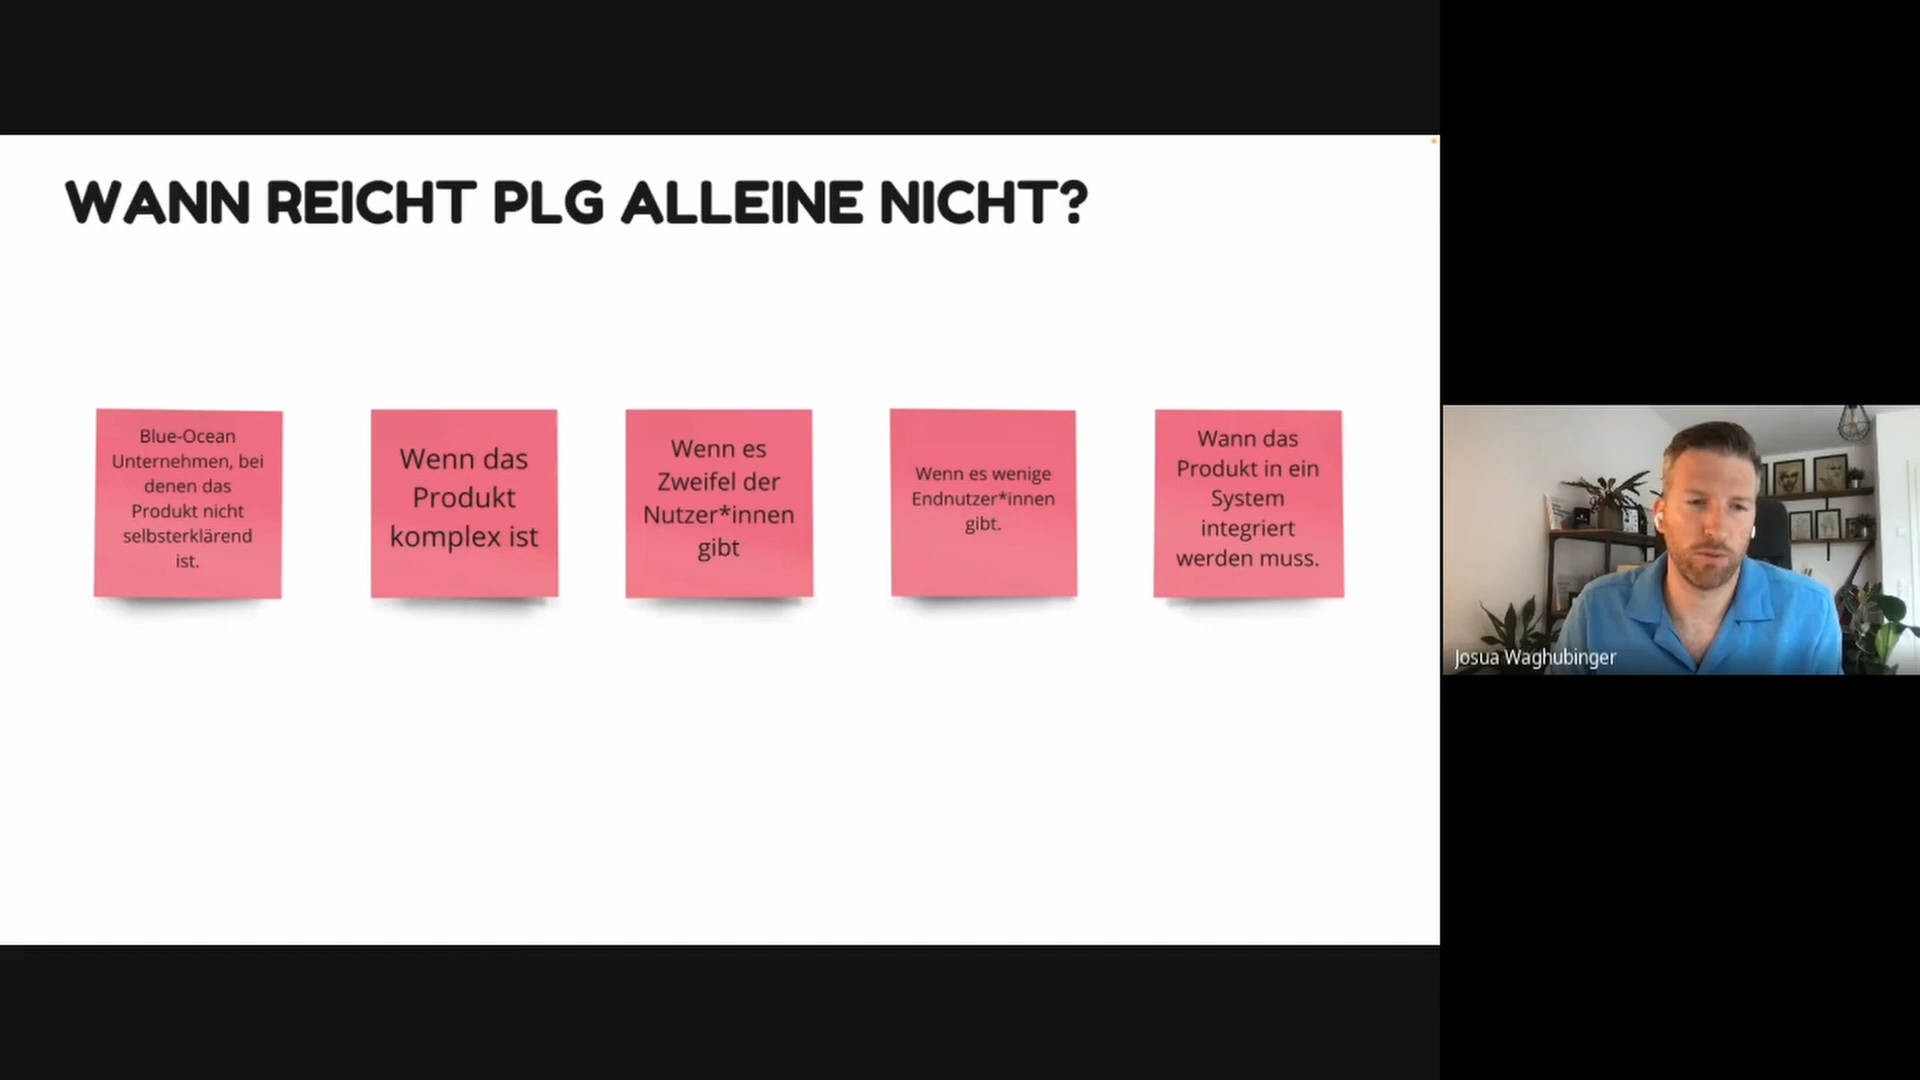 WANN REICHT PLG ALLEINE NICHT?
Blue-Ocean
Unternehmen, bei
denen das
Produkt nicht
selbsterklärend
ist.
Wenn das
Produkt
komplex ist
Wenn es
Zweifel der
Nutzer*innen
gibt
Wenn es wenige
Endnutzer*innen
gibt.
Wann das
Produkt in ein
System
integriert
werden muss.
Josua Waghubinger